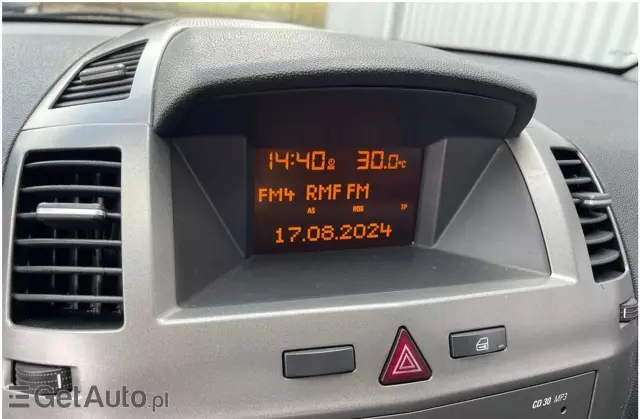 14:40 30.0°C
FM4 RMF FM
AS RDS TP
17.08.2024
CD 30 MP3
GetAuto.pl